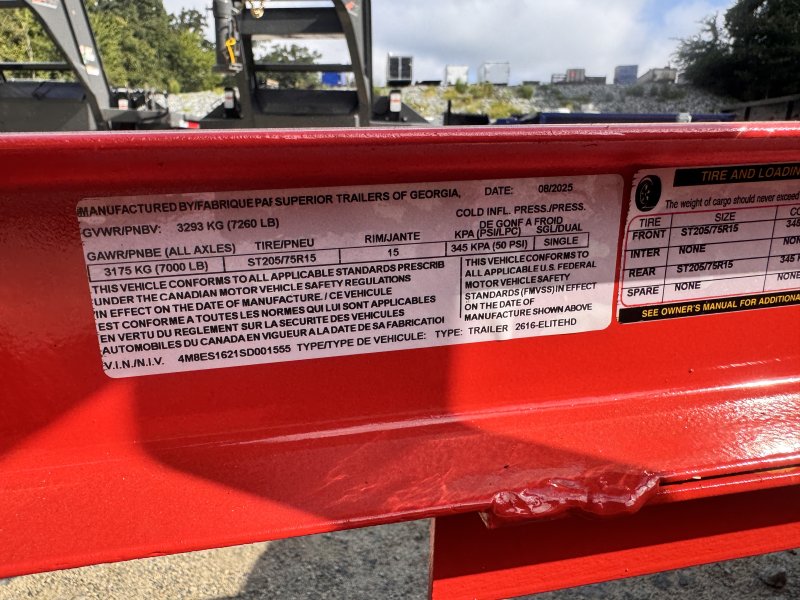 MANUFACTURED BY/FABRIQUE PAR SUPERIOR TRAILERS OF GEORGIA, DATE: 08/2025
GVWR/PNBV: 3293 KG (7260 LB)
COLD INFL. PRESS./PRESS.
DE GONF A FROID
GAWR/PNBE (ALL AXLES) TIRE/PNEU RIM/JANTE KPA (PSI/LPC) SGL/DUAL
3175 KG (7000 LB) ST205/75R15 15 345 KPA (50 PSI) SINGLE
THIS VEHICLE CONFORMS TO ALL APPLICABLE STANDARDS PRESCRIB
UNDER THE CANADIAN MOTOR VEHICLE SAFETY REGULATIONS
IN EFFECT ON THE DATE OF MANUFACTURE. / CE VEHICULE
EST CONFORME A TOUTES LES NORMES QUI LUI SONT APPLICABLES
EN VERTU DU REGLEMENT SUR LA SECURITE DES VEHICULES
AUTOMOBILES DU CANADA EN VIGUEUR A LA DATE DE SA FABRICATIOI
THIS VEHICLE CONFORMS TO
ALL APPLICABLE U.S. FEDERAL
MOTOR VEHICLE SAFETY
STANDARDS (FMVSS) IN EFFECT
ON THE DATE OF
MANUFACTURE SHOWN ABOVE
V.I.N./N.I.V. 4M8ES1621SD001555 TYPE/TYPE DE VEHICULE: TYPE: TRAILER 2616-ELITEHD
TIRE AND LOADIN
The weight of cargo should never exceed
TIRE SIZE CO
FRONT ST205/75R15 348
INTER NONE NON
REAR ST205/75R15 345 K
SPARE NONE NONE
SEE OWNER'S MANUAL FOR ADDITIONA